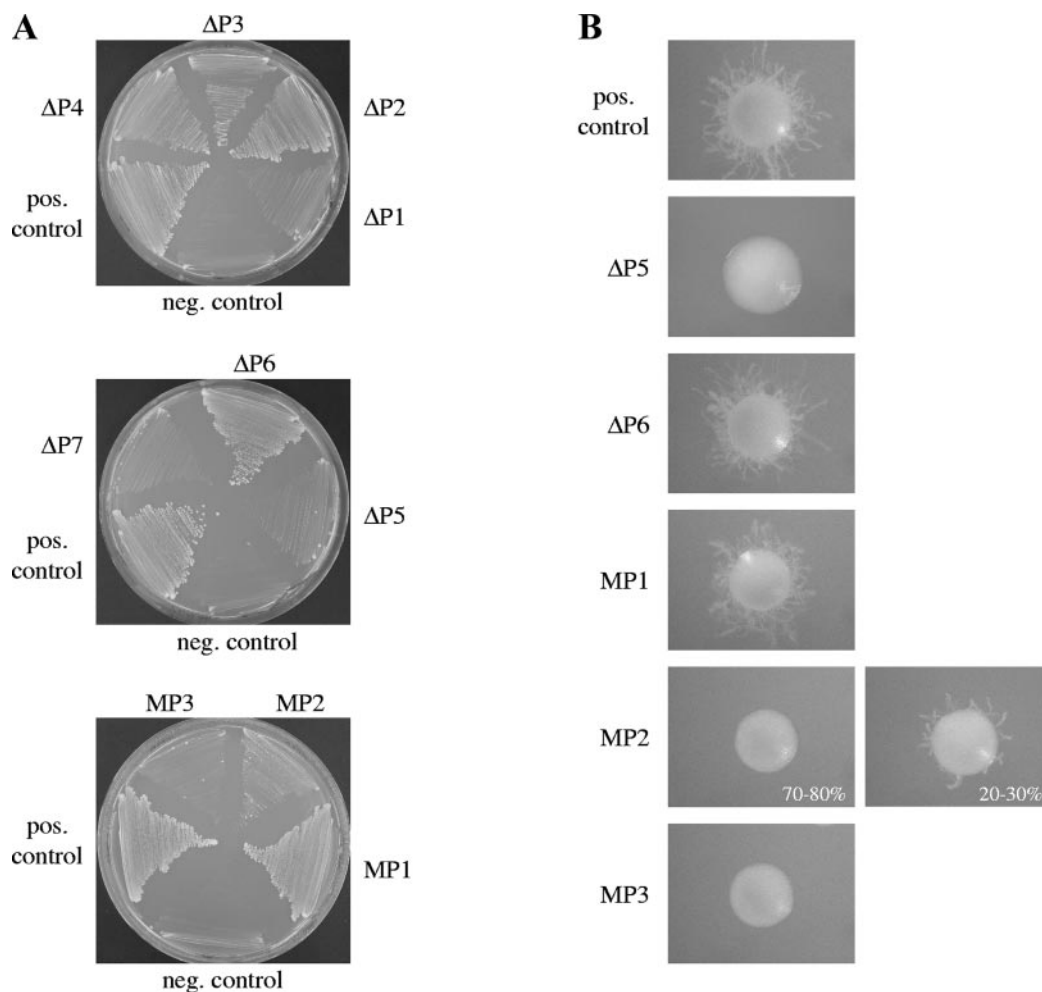 A
ΔP3
ΔP4
ΔP2
pos.
control
ΔP1
neg. control
ΔP6
ΔP7
pos.
control
ΔP5
neg. control
MP3
MP2
pos.
control
MP1
neg. control
B
pos.
control
ΔP5
ΔP6
MP1
MP2
70-80%
20-30%
MP3